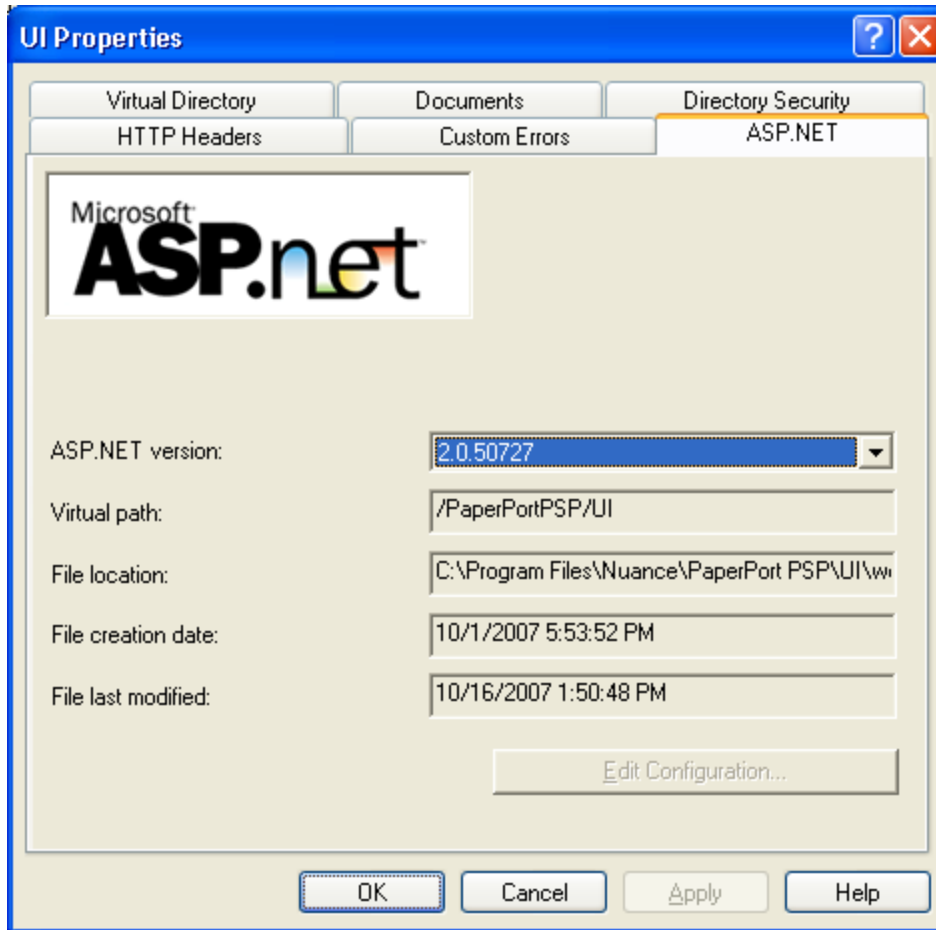 UI Properties
Virtual Directory Documents Directory Security
HTTP Headers Custom Errors ASP.NET
Microsoft
ASP.net
ASP.NET version: 2.0.50727
Virtual path: /PaperPortPSP/UI
File location: C:\Program Files\Nuance\PaperPort PSP\UI\w
File creation date: 10/1/2007 5:53:52 PM
File last modified: 10/16/2007 1:50:48 PM
Edit Configuration...
OK Cancel Apply Help